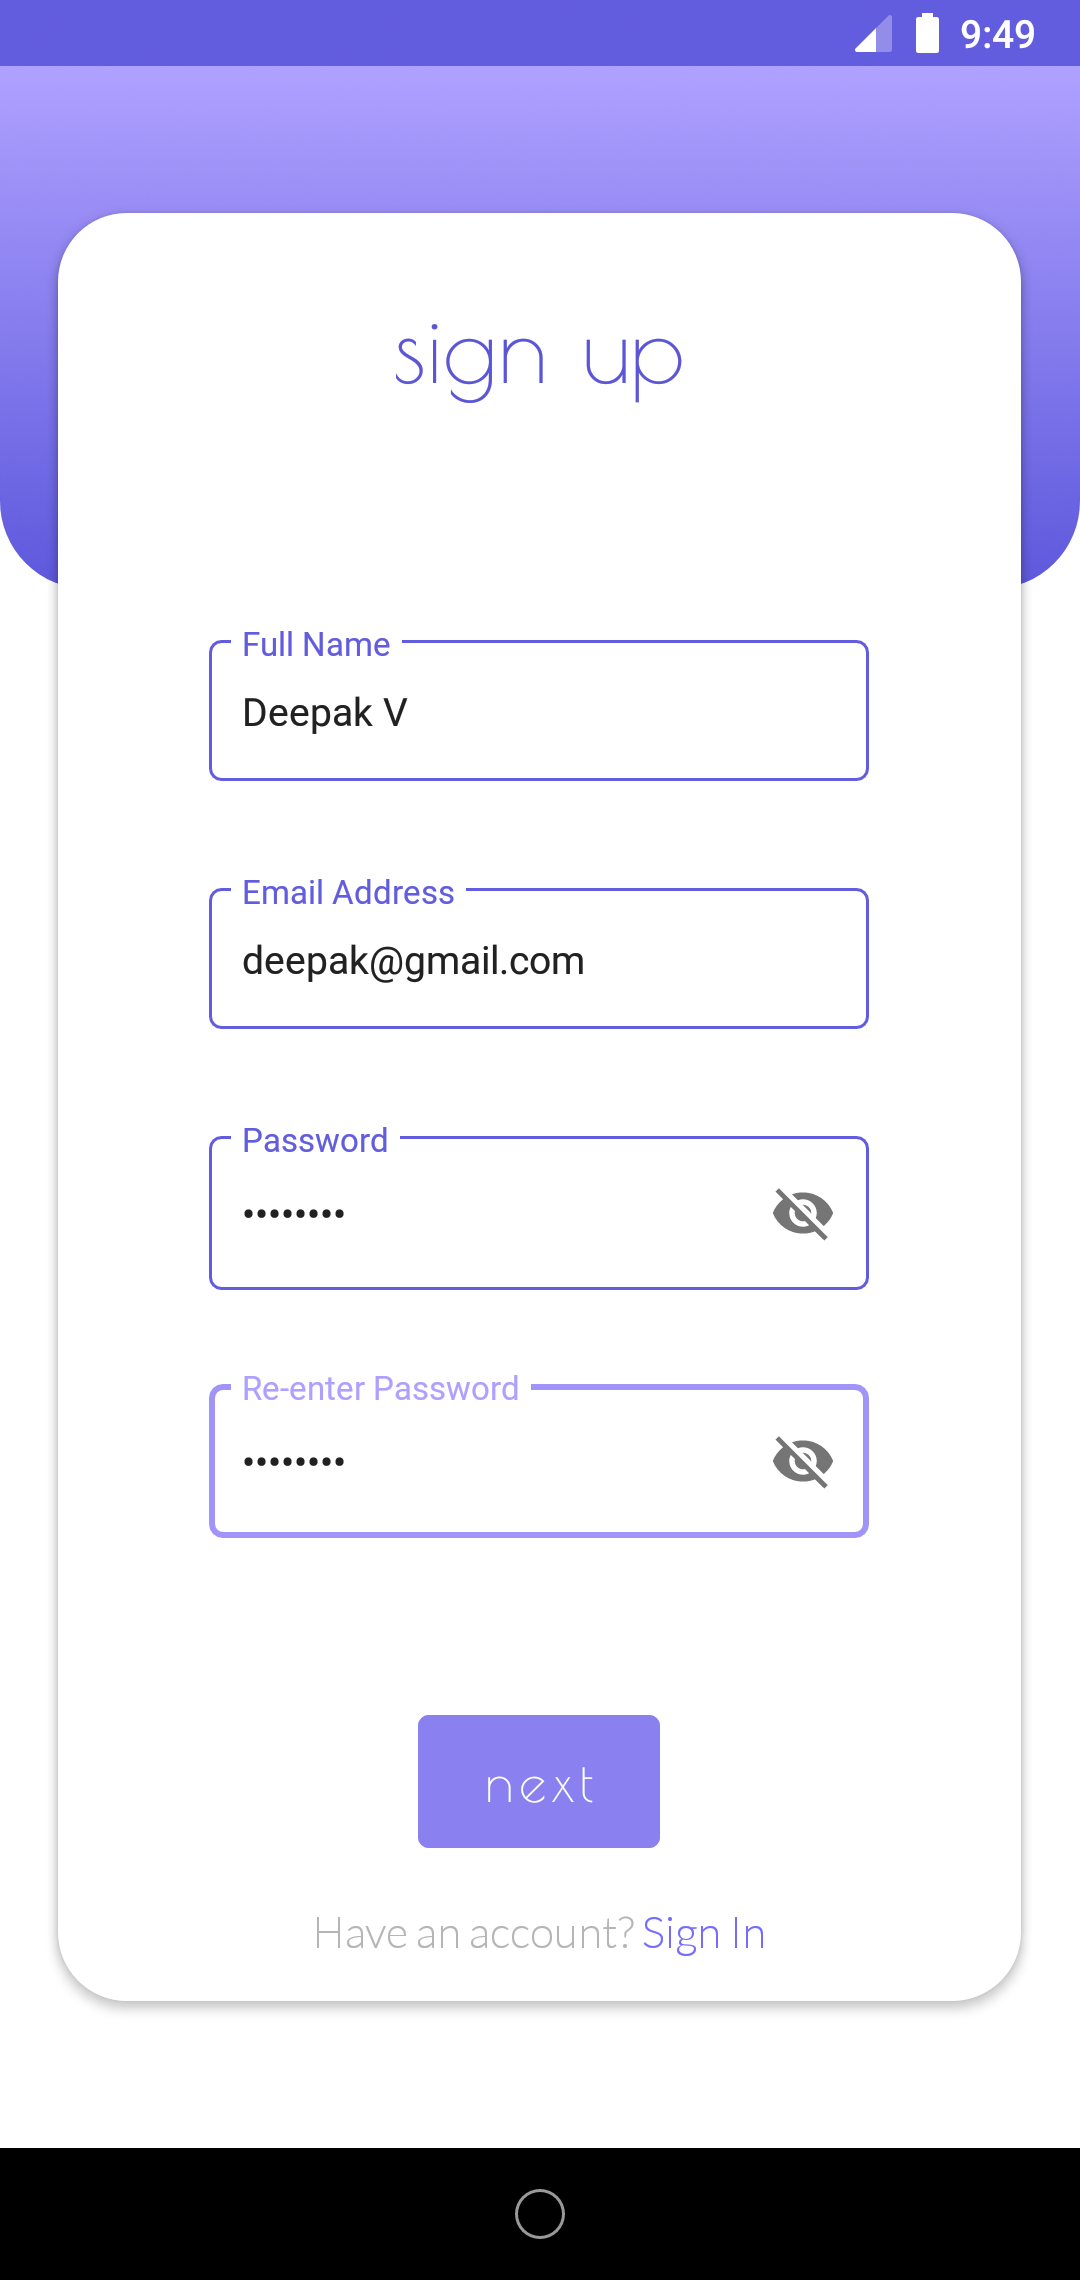 9:49
sign up
Full Name
Deepak V
Email Address
deepak@gmail.com
Password
••••••••
Re-enter Password
••••••••
next
Have an account? Sign In